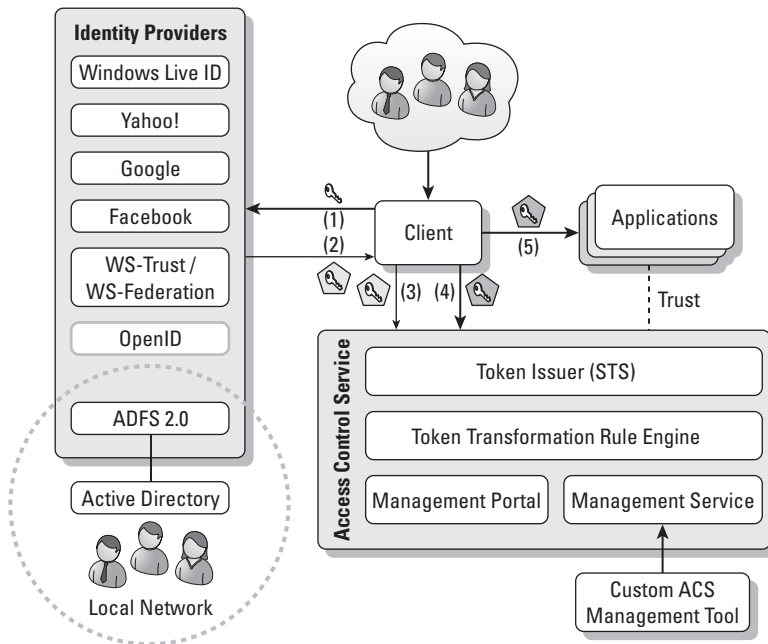 Identity Providers
Windows Live ID
Yahoo!
Google
Facebook
WS-Trust /
WS-Federation
OpenID
ADFS 2.0
Active Directory
Local Network
(1)
(2)
Client
(3)
(4)
(5)
Applications
Trust
Access Control Service
Token Issuer (STS)
Token Transformation Rule Engine
Management Portal
Management Service
Custom ACS
Management Tool